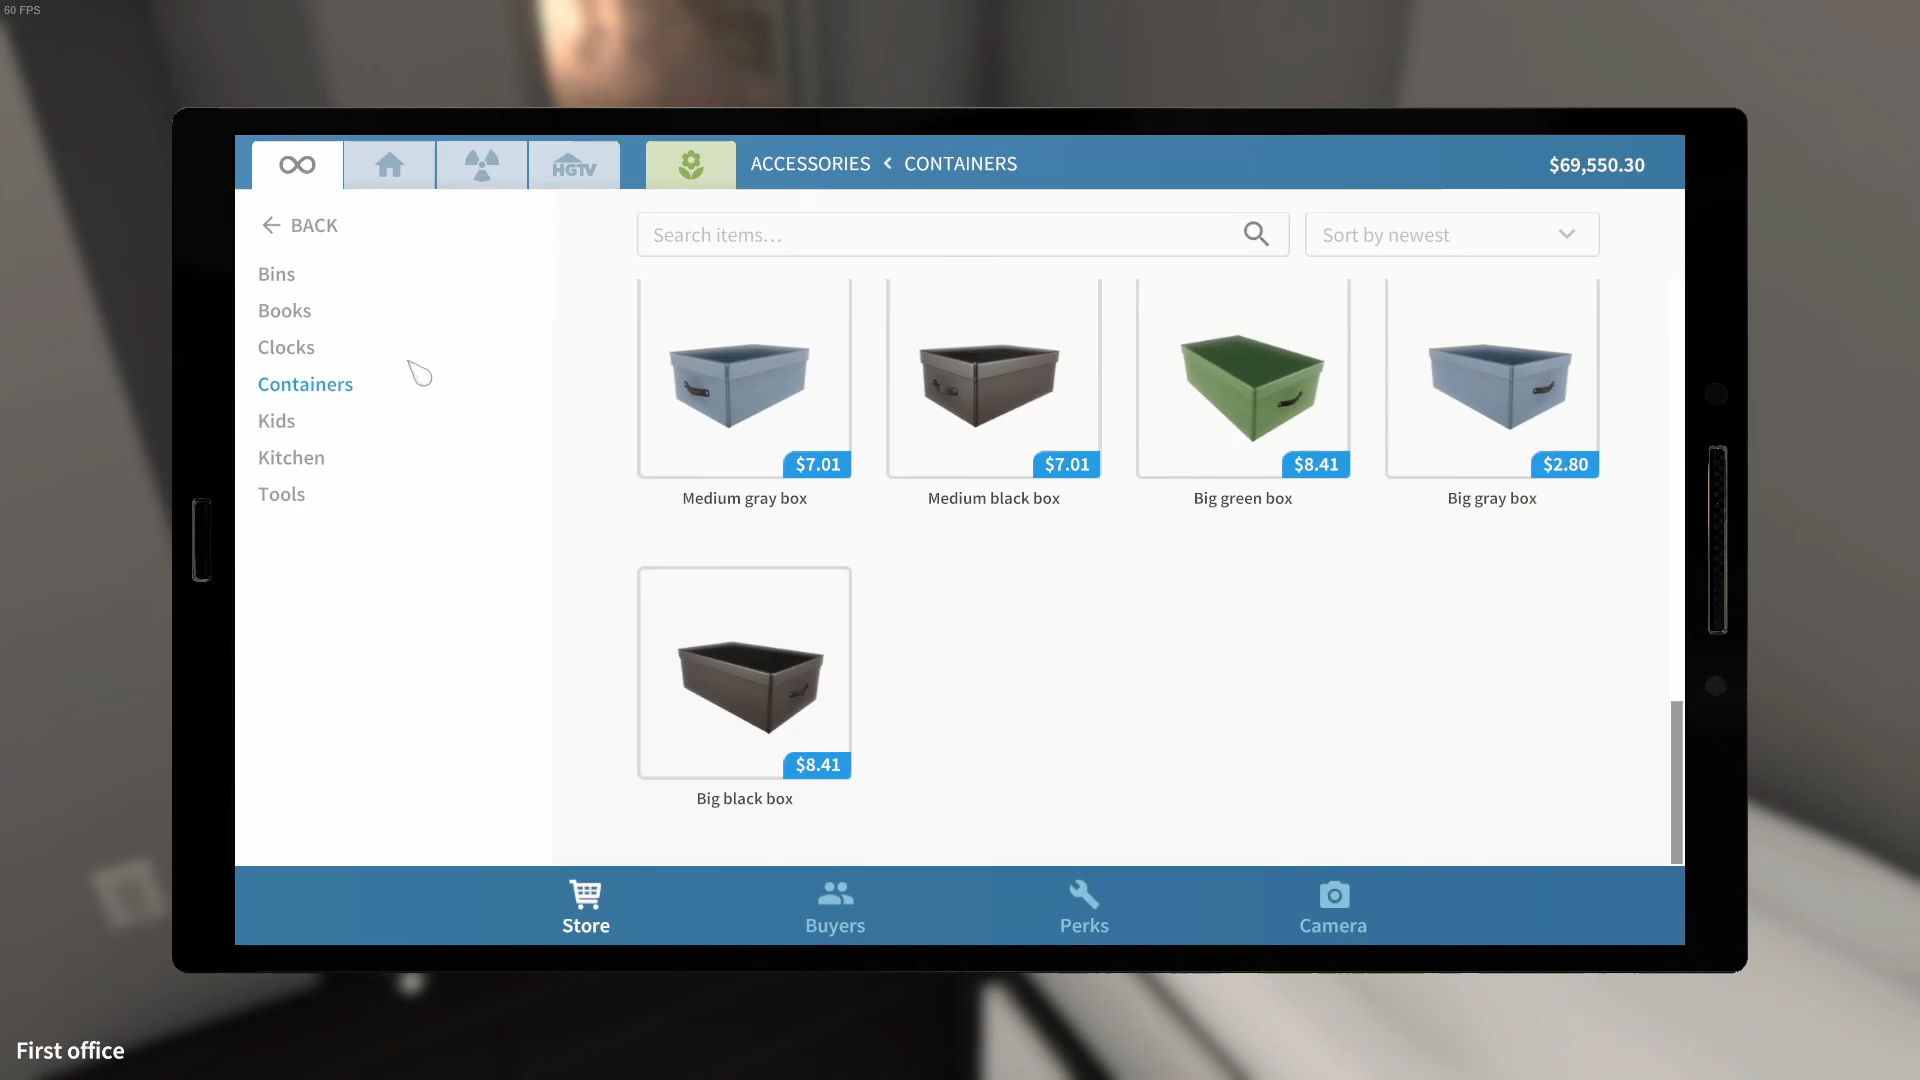 60 FPS
HGTV
ACCESSORIES < CONTAINERS
$69,550.30
BACK
Search items...
Sort by newest
Bins
Books
Clocks
Containers
Kids
Kitchen
Tools
$7.01
$7.01
$8.41
$2.80
Medium gray box
Medium black box
Big green box
Big gray box
$8.41
Big black box
Store
Buyers
Perks
Camera
First office